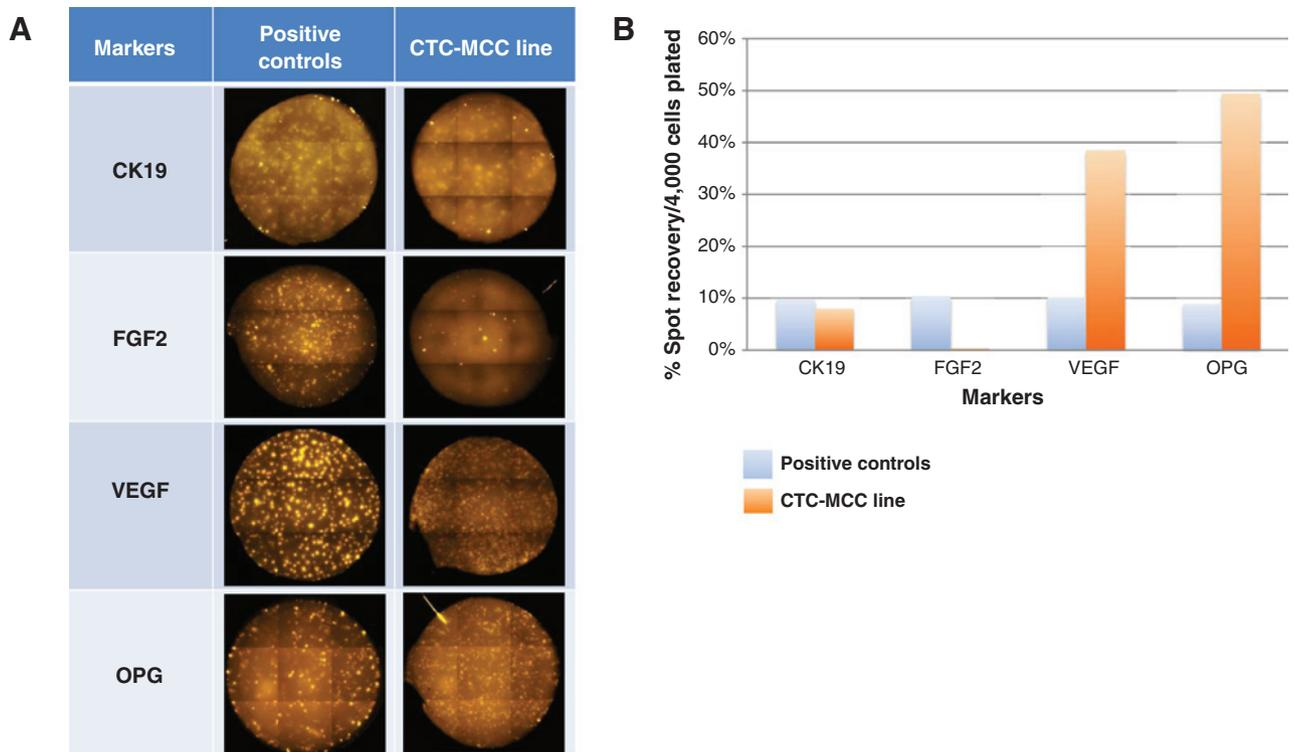 A
Markers
Positive
controls
CTC-MCC line
CK19
FGF2
VEGF
OPG
B
% Spot recovery/4,000 cells plated
60%
50%
40%
30%
20%
10%
0%
CK19 FGF2 VEGF OPG
Markers
Positive controls
CTC-MCC line